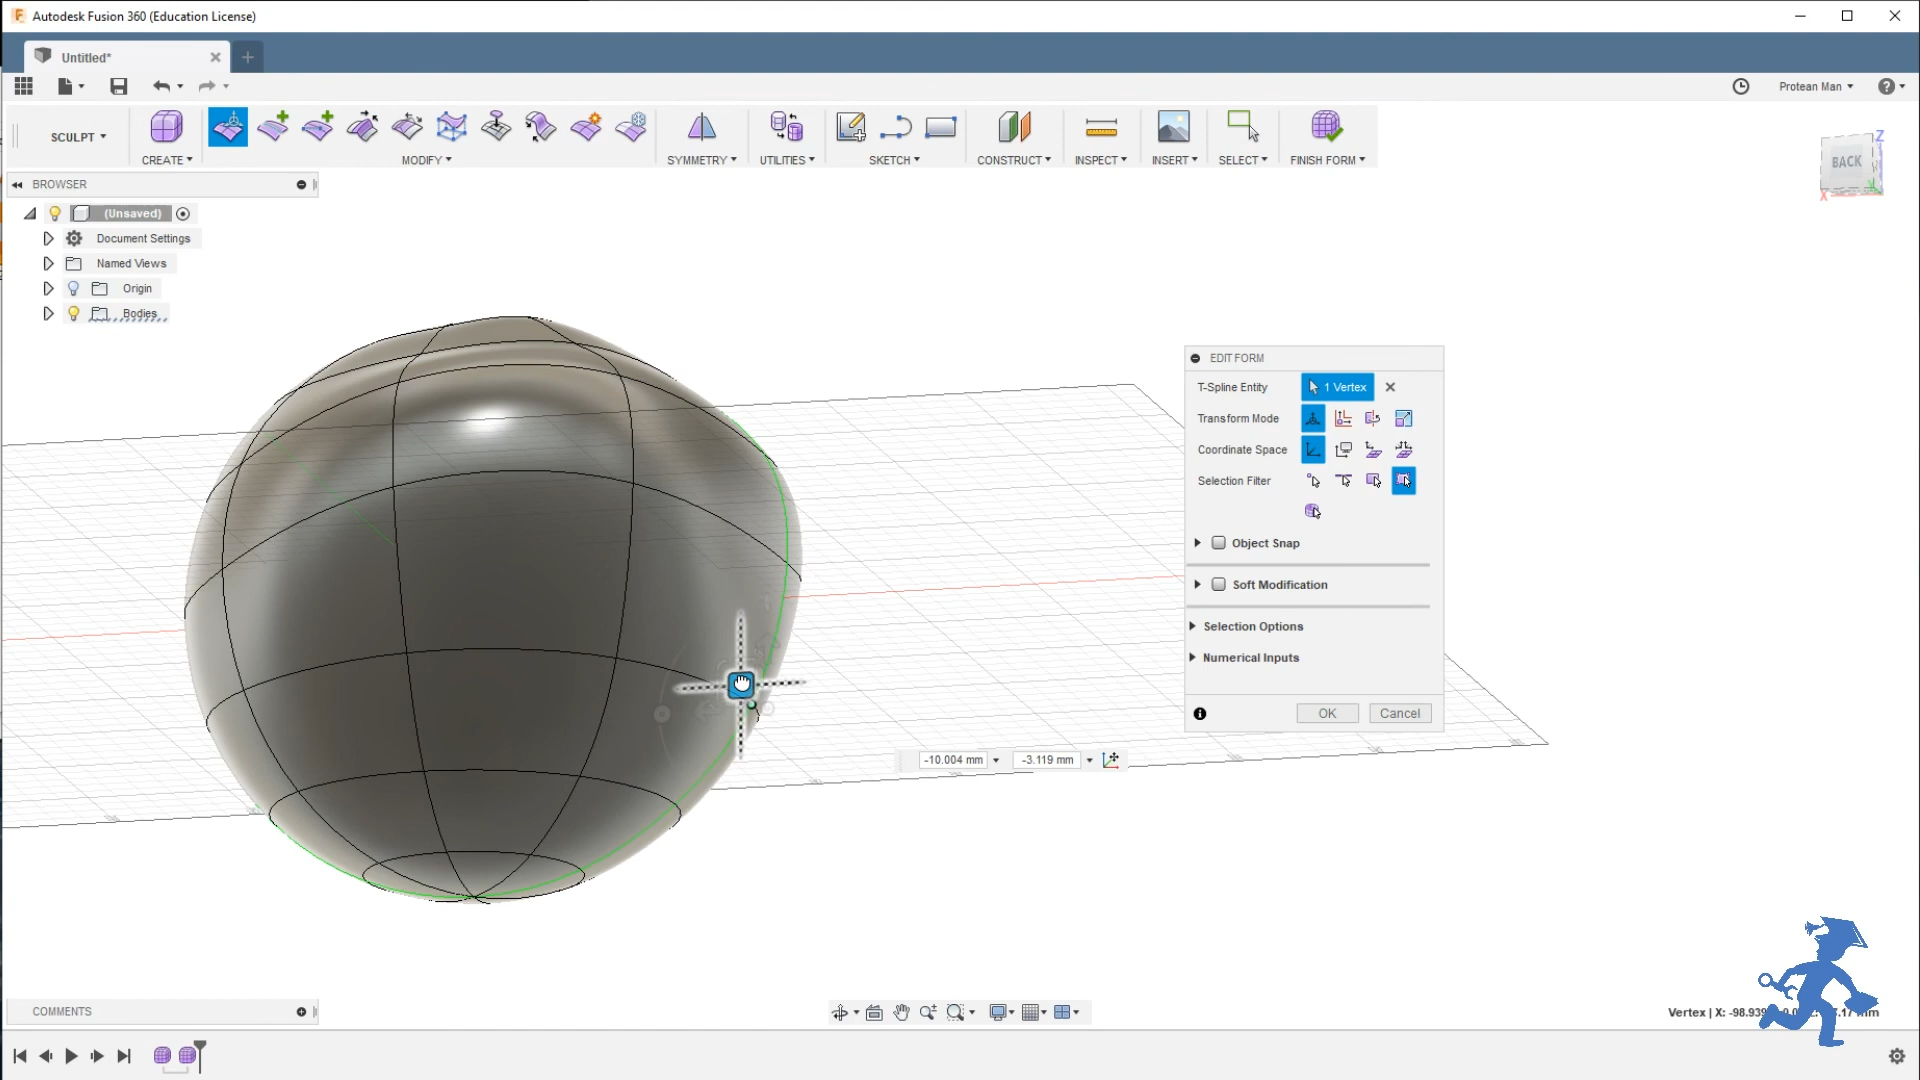 Autodesk Fusion 360 (Education License)
Untitled*
Protean Man
SCULPT
CREATE
MODIFY
SYMMETRY
UTILITIES
SKETCH
CONSTRUCT
INSPECT
INSERT
SELECT
FINISH FORM
BACK
Z
X
BROWSER
(Unsaved)
Document Settings
Named Views
Origin
Bodies
EDIT FORM
T-Spline Entity 1 Vertex
Transform Mode
Coordinate Space
Selection Filter
Object Snap
Soft Modification
Selection Options
Numerical Inputs
OK Cancel
-10.004 mm -3.119 mm
COMMENTS
Vertex | X: -98.939 mm